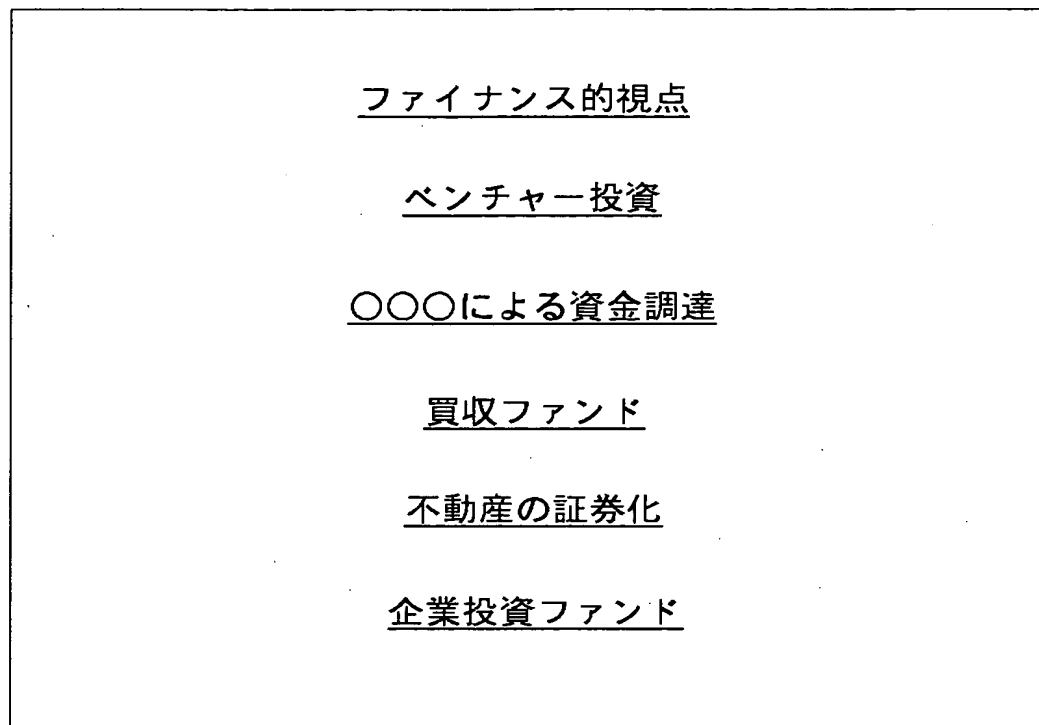 ファイナンス的視点
ベンチャー投資
○○○による資金調達
買収ファンド
不動産の証券化
企業投資ファンド